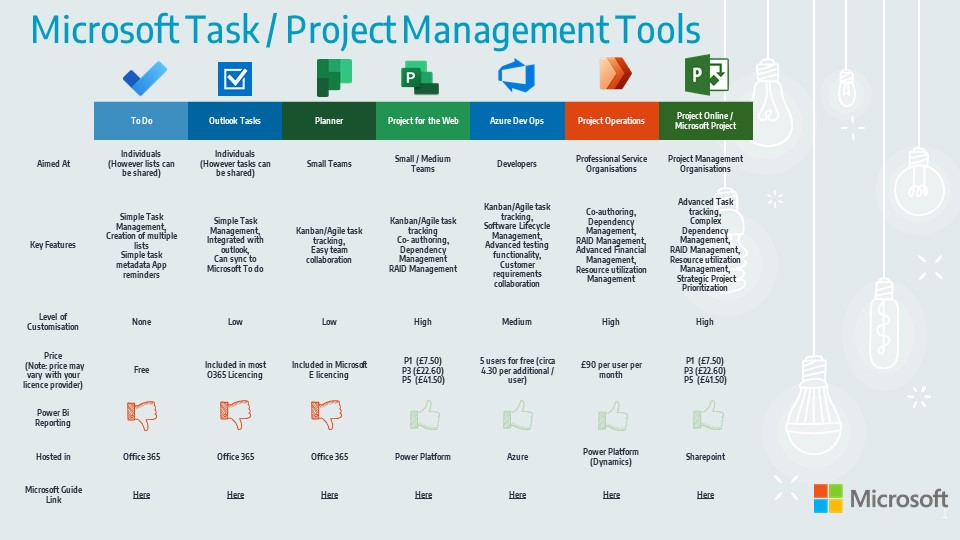 Microsoft Task / Project Management Tools
To Do
Outlook Tasks
Planner
Project for the Web
Azure Dev Ops
Project Operations
Project Online /
Microsoft Project
Aimed At
Individuals
(However lists can
be shared)
Individuals
(However tasks can
be shared)
Small Teams
Small / Medium
Teams
Developers
Professional Service
Organisations
Project Management
Organisations
Key Features
Simple Task
Management,
Creation of multiple
lists
Simple task
metadata App
reminders
Simple Task
Management,
Integrated with
outlook,
Can sync to
Microsoft To do
Kanban/Agile task
tracking,
Easy team
collaboration
Kanban/Agile task
tracking
Co- authoring,
Dependency
Management
RAID Management
Kanban/Agile task
tracking,
Software Lifecycle
Management,
Advanced testing
functionality,
Customer
requirements
collaboration
Co-authoring,
Dependency
Management,
RAID Management,
Advanced Financial
Management,
Resource utilization
Management
Advanced Task
tracking,
Complex
Dependency
Management,
RAID Management,
Resource utilization
Management,
Strategic Project
Prioritization
Level of
Customisation
None
Low
Low
High
Medium
High
High
Price
(Note: price may
vary with your
licence provider)
Free
Included in most
O365 Licencing
Included in Microsoft
E licencing
P1 (£7.50)
P3 (£22.60)
P5 (£41.50)
5 users for free (circa
4.30 per additional /
user)
£90 per user per
month
P1 (£7.50)
P3 (£22.60)
P5 (£41.50)
Power Bi
Reporting
Hosted in
Office 365
Office 365
Office 365
Power Platform
Azure
Power Platform
(Dynamics)
Sharepoint
Microsoft Guide
Link
Here
Here
Here
Here
Here
Here
Here
Microsoft
1